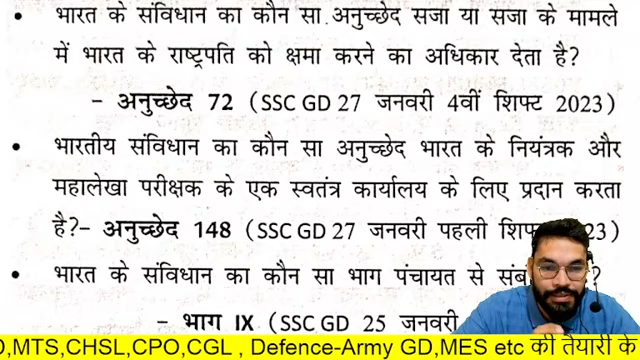 • भारत के संविधान का कौन सा अनुच्छेद सजा या सजा के मामले
में भारत के राष्ट्रपति को क्षमा करने का अधिकार देता है?
– अनुच्छेद 72 (SSC GD 27 जनवरी 4वीं शिफ्ट 2023)
• भारतीय संविधान का कौन सा अनुच्छेद भारत के नियंत्रक और
महालेखा परीक्षक के एक स्वतंत्र कार्यालय के लिए प्रदान करता
है?– अनुच्छेद 148 (SSC GD 27 जनवरी पहली 23)
• भारत के संविधान का कौन सा भाग पंचायत से ?
– भाग IX (SSC GD 25 जनवरी
,MTS,CHSL,CPO,CGL , Defence-Army GD,MES etc की तैयारी के